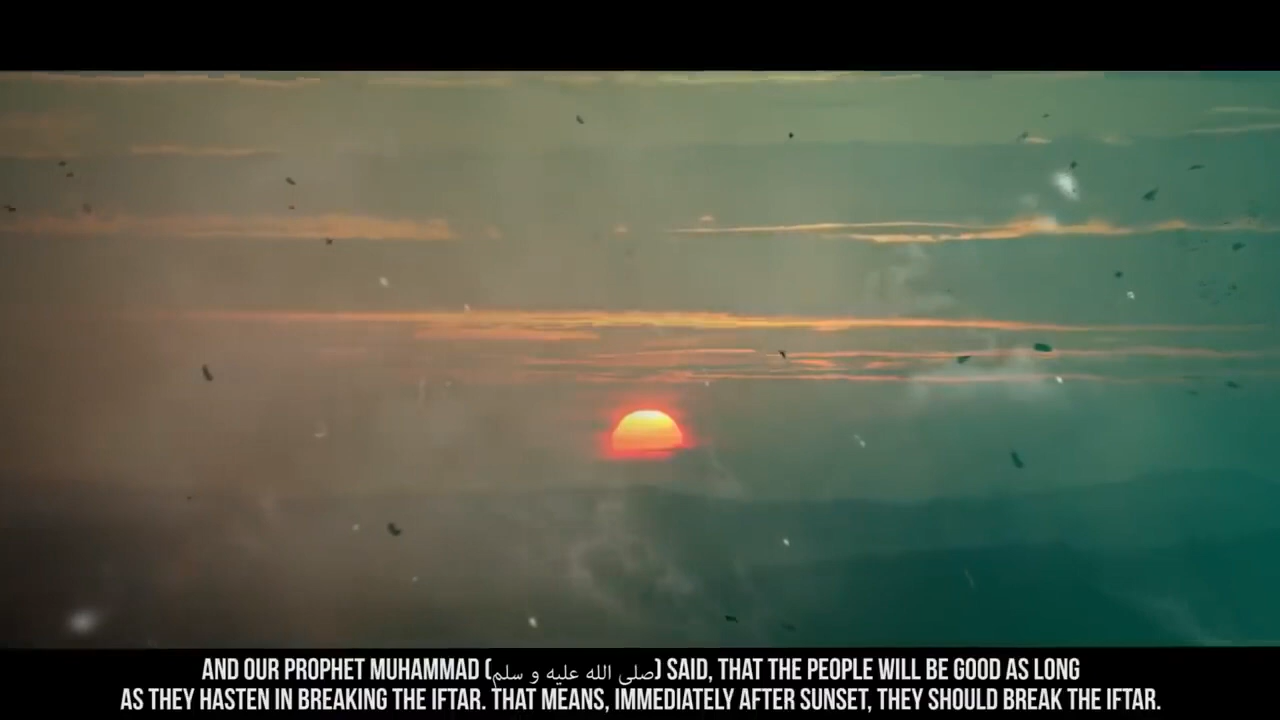 AND OUR PROPHET MUHAMMAD (صلى الله عليه و سلم) SAID, THAT THE PEOPLE WILL BE GOOD AS LONG
AS THEY HASTEN IN BREAKING THE IFTAR. THAT MEANS, IMMEDIATELY AFTER SUNSET, THEY SHOULD BREAK THE IFTAR.